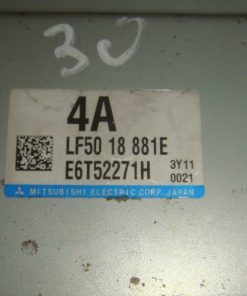 30
4A
LF50 18 881E
E6T52271H 3Y11
0021
MITSUBISHI ELECTRIC CORP. JAPAN